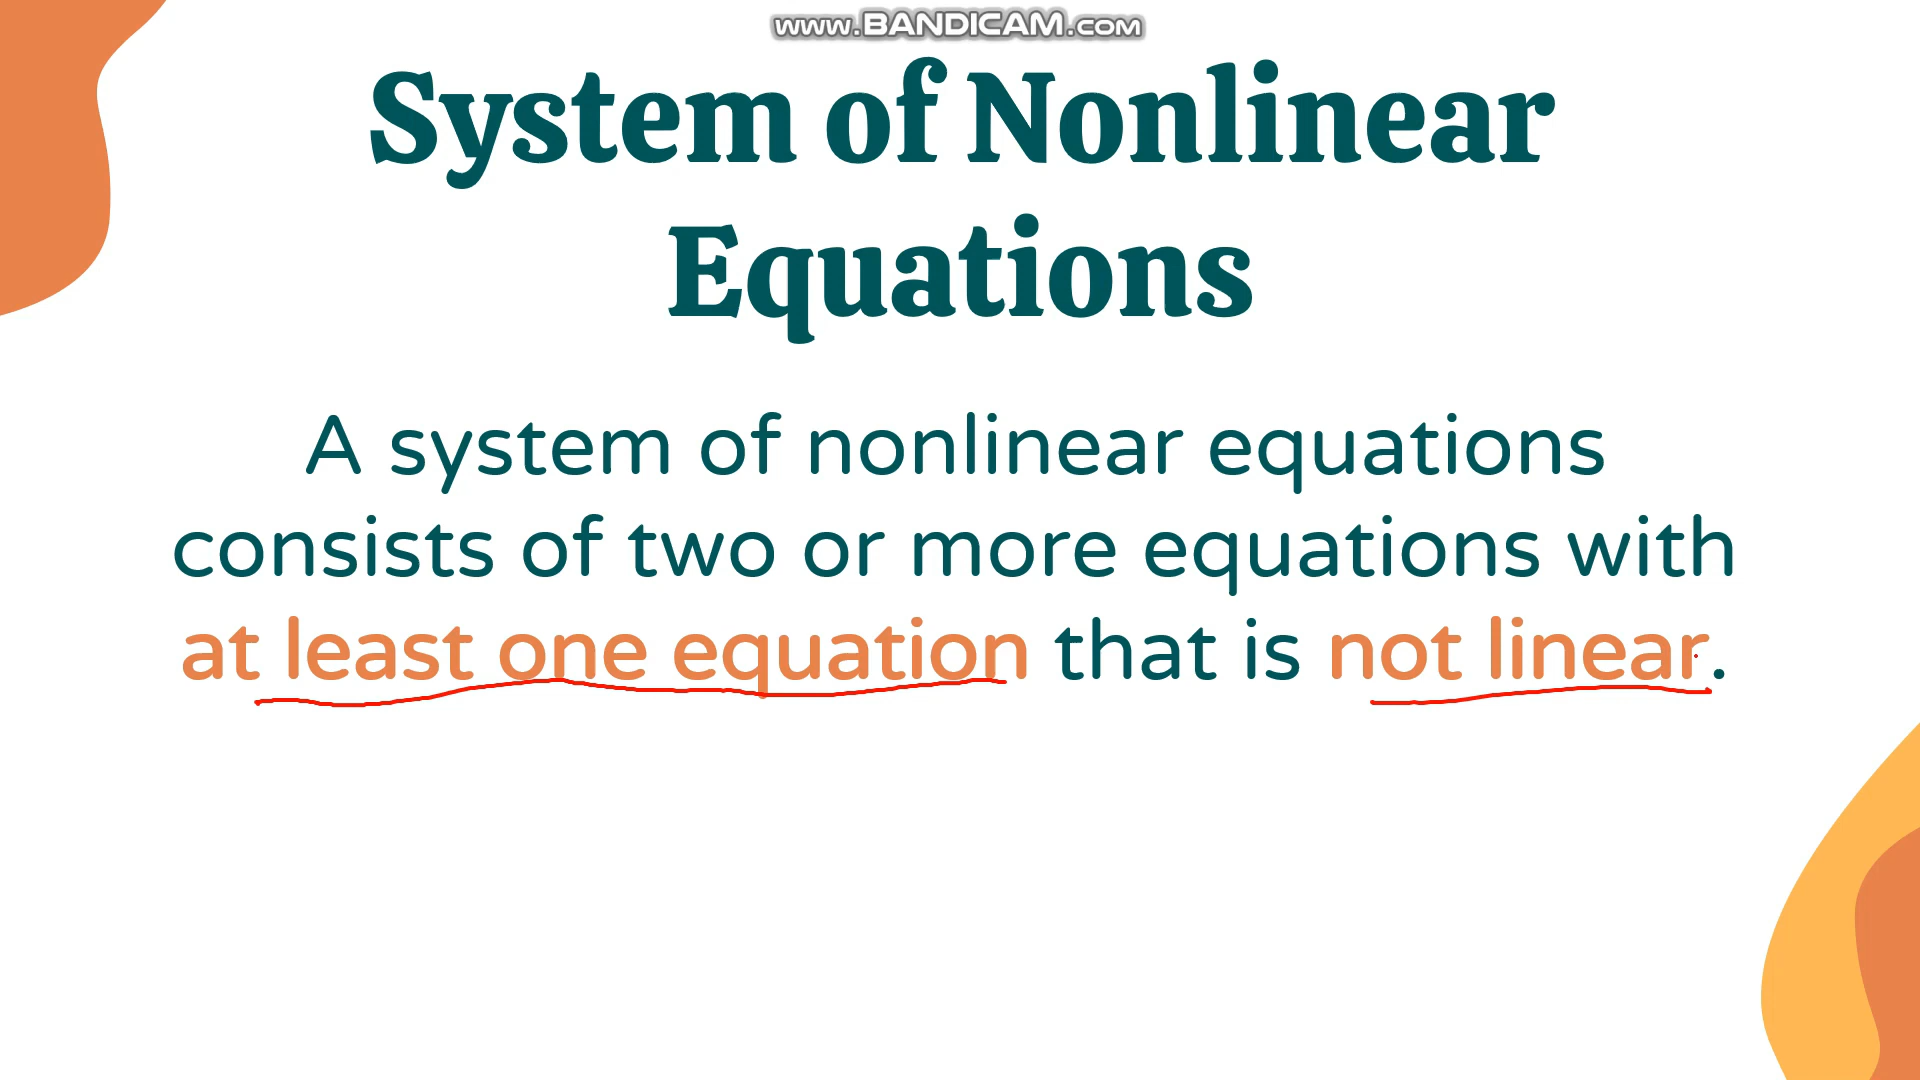 www.BANDICAM.com
System of Nonlinear
Equations
A system of nonlinear equations
consists of two or more equations with
at least one equation that is not linear.